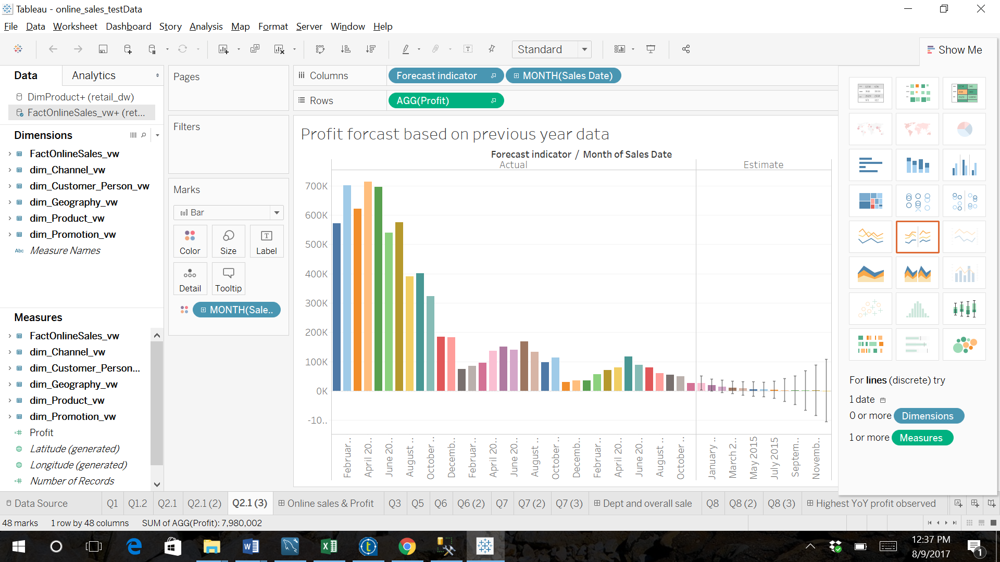 Tableau - online_sales_testData
File Data Worksheet Dashboard Story Analysis Map Format Server Window Help
Standard
Show Me
Data Analytics
DimProduct+ (retail_dw)
FactOnlineSales_vw+ (ret...
Dimensions
FactOnlineSales_vw
dim_Channel_vw
dim_Customer_Person_vw
dim_Geography_vw
dim_Product_vw
dim_Promotion_vw
Abc Measure Names
Measures
FactOnlineSales_vw
dim_Channel_vw
dim_Customer_Person...
dim_Geography_vw
dim_Product_vw
dim_Promotion_vw
Profit
Latitude (generated)
Longitude (generated)
Number of Records
Pages
Filters
Marks
Bar
Color Size Label
Detail Tooltip
MONTH(Sale..
Columns Forecast indicator MONTH(Sales Date)
Rows AGG(Profit)
Profit forcast based on previous year data
Forecast indicator / Month of Sales Date
Actual Estimate
700K
600K
500K
400K
300K
200K
100K
0K
-10..
Februar..
April 20..
June 20..
August ..
October ..
Decemb..
Februar..
April 20..
June 20..
August ..
October ..
Decemb..
Februar..
April 20..
June 20..
August ..
October ..
January ..
March 2..
May 2015
July 2015
Septem..
Novemb..
For lines (discrete) try
1 date
0 or more Dimensions
1 or more Measures
Data Source Q1 Q1.2 Q2.1 Q2.1 (2) Q2.1 (3) Online sales & Profit Q3 Q5 Q6 Q6 (2) Q7 Q7 (2) Q7 (3) Dept and overall sale Q8 Q8 (2) Q8 (3) Highest YoY profit observed
48 marks 1 row by 48 columns SUM of AGG(Profit): 7,980,002
12:37 PM
8/9/2017
1